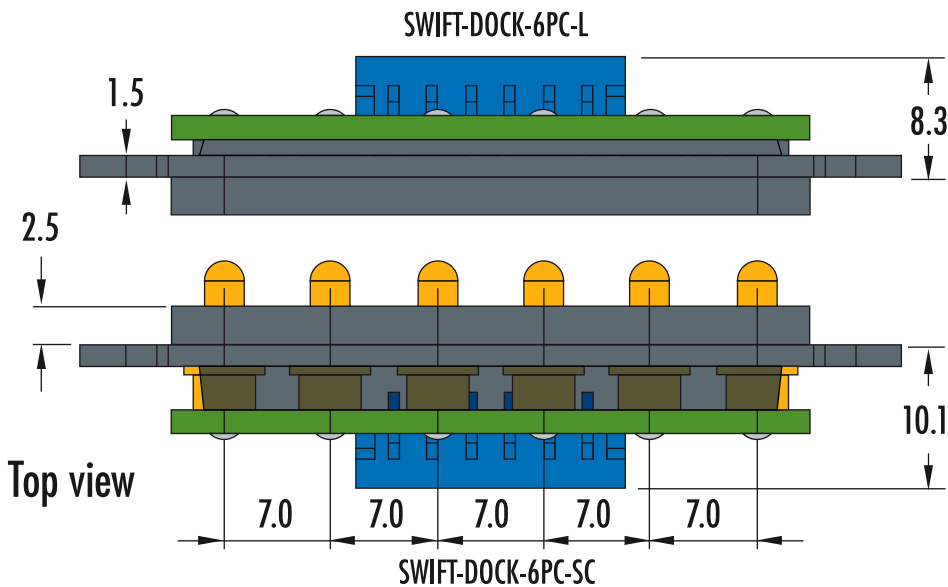 SWIFT-DOCK-6PC-L
1.5
8.3
2.5
10.1
Top view
7.0 7.0 7.0 7.0 7.0
SWIFT-DOCK-6PC-SC